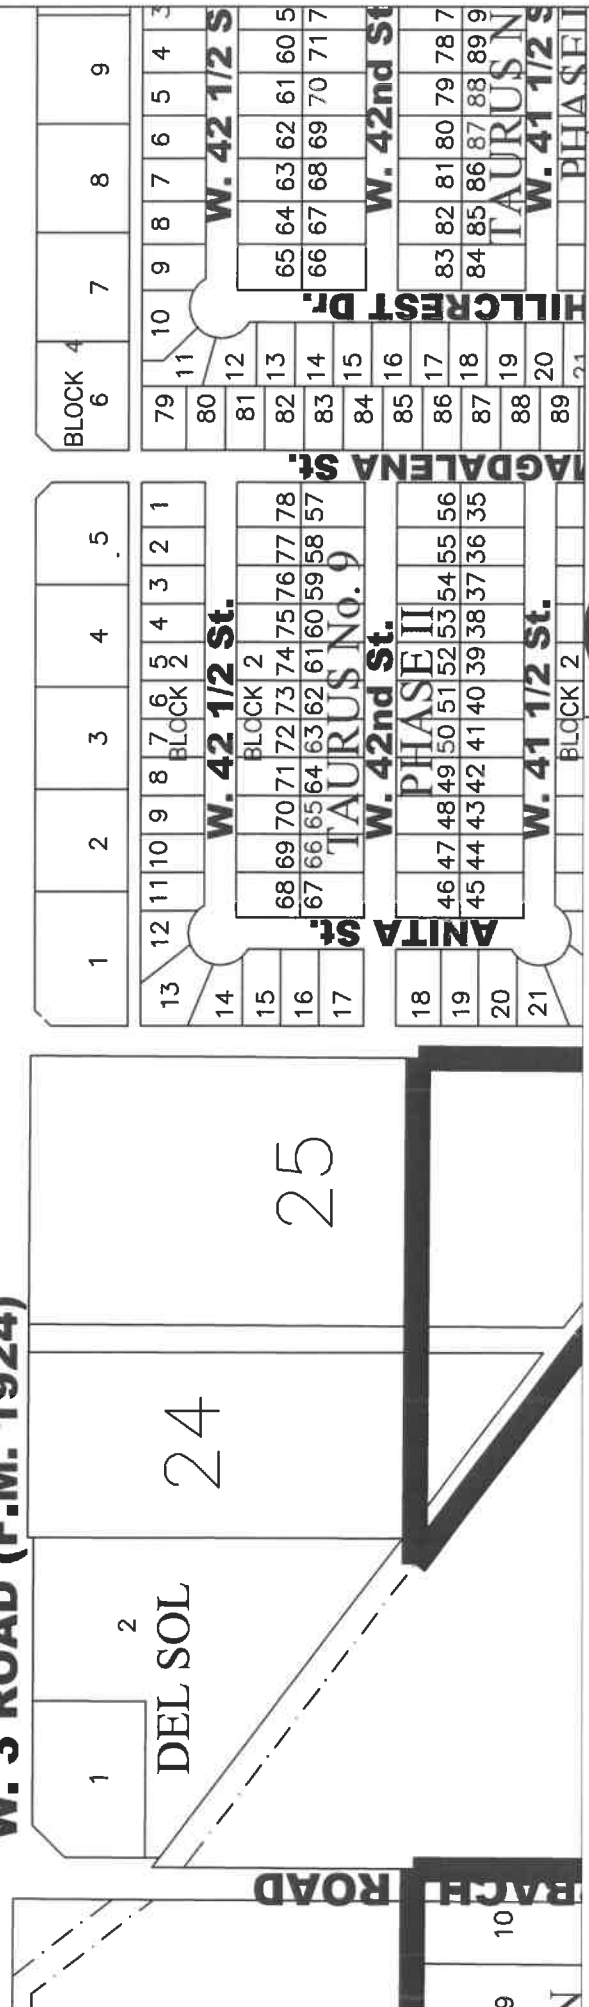 W. 3 ROAD (F.M. 1924)
9
8
7
BLOCK 4
6
5
4
3
2
1
4
5
6
7
8
9
10
11
12
13
14
15
16
17
18
19
20
21
W. 42 1/2 S
60 61 62 63 64 65
71 70 69 68 67 66
W. 42nd St
78 79 80 81 82 83
89 88 87 86 85 84
TAURUS N
W. 41 1/2 S
PHASE I
HILLCREST Dr.
79
80
81
82
83
84
85
86
87
88
89
MAGDALENA St.
1
2
3
4
5
6
7
8
9
10
11
12
13
14
15
16
17
18
19
20
21
BLOCK 2
W. 42 1/2 St.
BLOCK 2
68 69 70 71 72 73 74 75 76 77 78
67 66 65 64 63 62 61 60 59 58 57
TAURUS No. 9
W. 42nd St.
PHASE II
46 47 48 49 50 51 52 53 54 55 56
45 44 43 42 41 40 39 38 37 36 35
W. 41 1/2 St.
BLOCK 2
ANITA St.
25
24
2
DEL SOL
1
ROAD
10
9